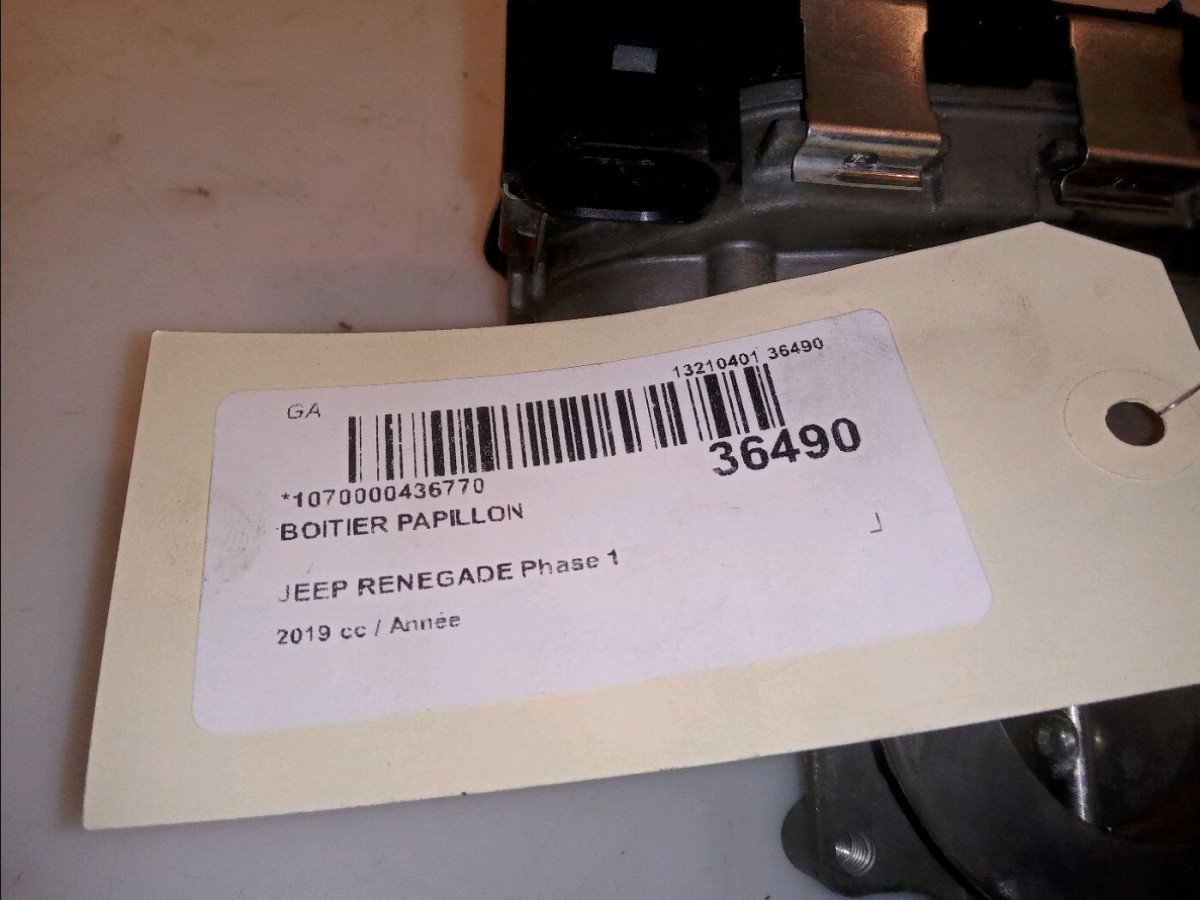 13210401 36490
GA
36490
*1070000436770
BOITIER PAPILLON
JEEP RENEGADE Phase 1
2019 cc / Année